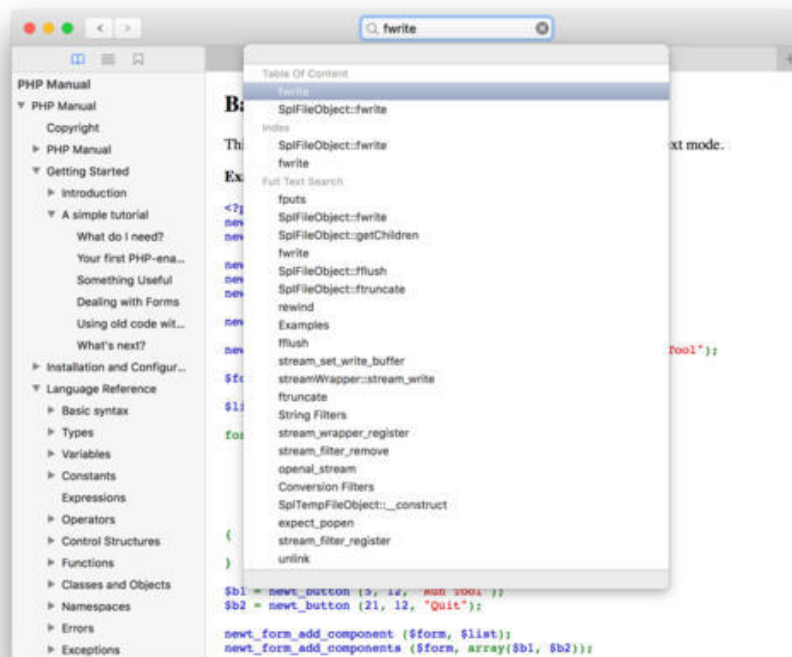 fwrite
PHP Manual
PHP Manual
Copyright
PHP Manual
Getting Started
Introduction
A simple tutorial
What do I need?
Your first PHP-ena...
Something Useful
Dealing with Forms
Using old code wit...
What's next?
Installation and Configur...
Language Reference
Basic syntax
Types
Variables
Constants
Expressions
Operators
Control Structures
Functions
Classes and Objects
Namespaces
Errors
Exceptions
Table Of Content
fwrite
SplFileObject::fwrite
Index
SplFileObject::fwrite
fwrite
Full Text Search
fputs
SplFileObject::fwrite
SplFileObject::getChildren
fwrite
SplFileObject::fflush
SplFileObject::ftruncate
rewind
Examples
fflush
stream_set_write_buffer
streamWrapper::stream_write
ftruncate
String Filters
stream_wrapper_register
stream_filter_remove
openal_stream
Conversion Filters
SplTempFileObject::__construct
expect_popen
stream_filter_register
unlink
xt mode.
Tool");
{
}
$b1 = newt_button (5, 12, "Run Tool");
$b2 = newt_button (21, 12, "Quit");
newt_form_add_component ($form, $list);
newt_form_add_components ($form, array($b1, $b2));